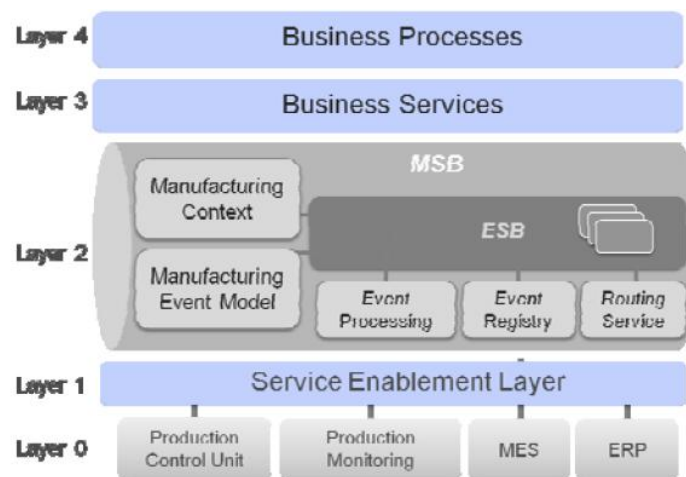 Layer 4
Business Processes
Layer 3
Business Services
MSB
Manufacturing
Context
ESB
Layer 2
Manufacturing
Event Model
Event
Processing
Event
Registry
Routing
Service
Layer 1
Service Enablement Layer
Layer 0
Production
Control Unit
Production
Monitoring
MES
ERP